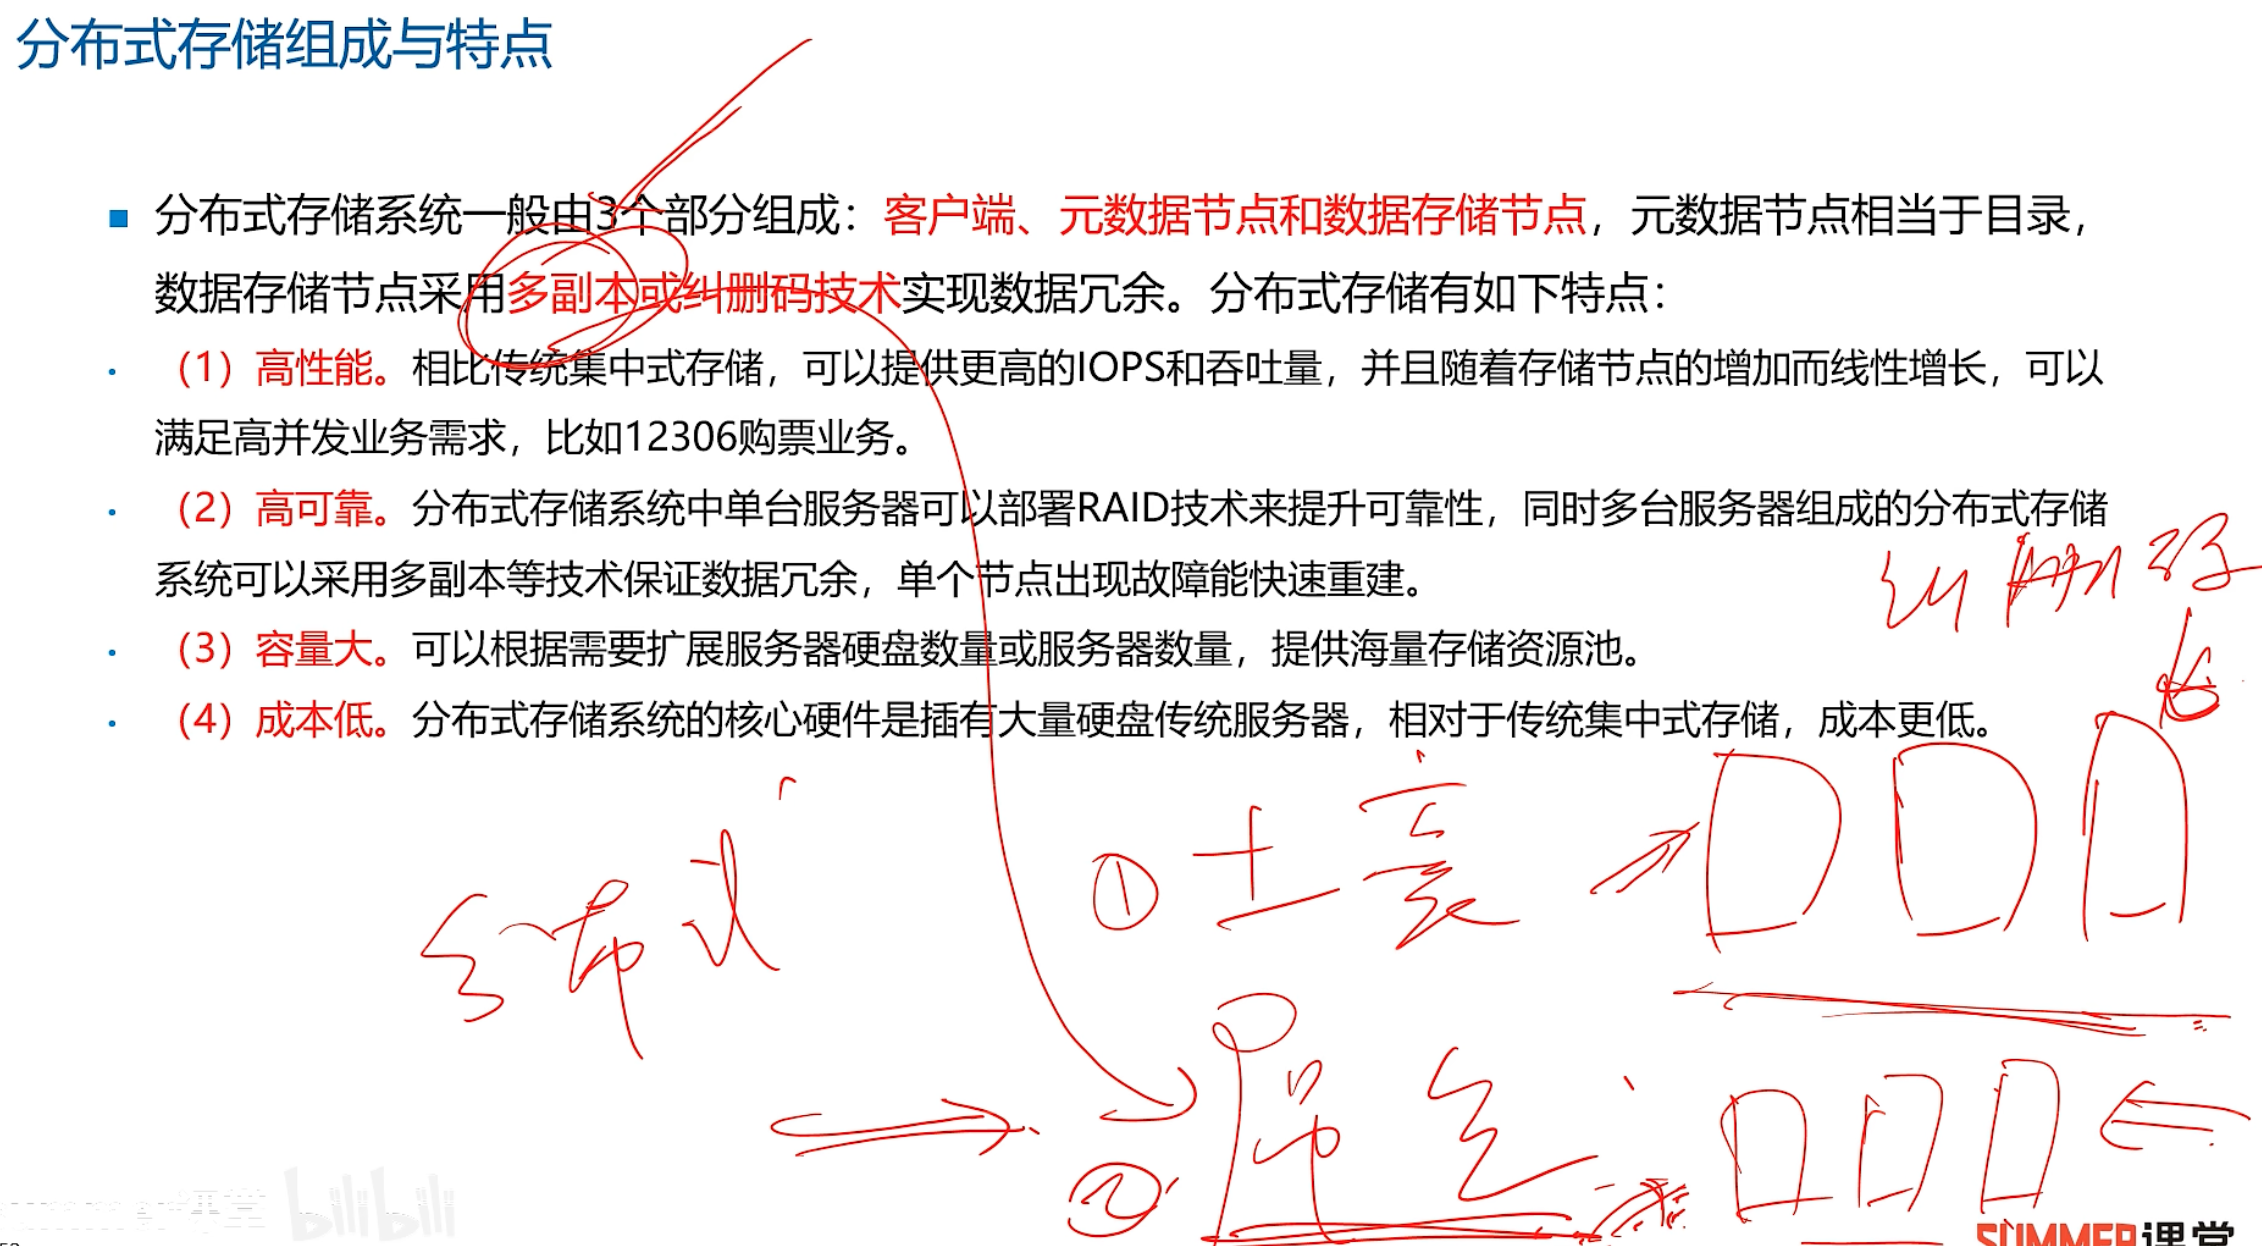 分布式存储组成与特点
■ 分布式存储系统一般由3个部分组成：客户端、元数据节点和数据存储节点，元数据节点相当于目录，
数据存储节点采用多副本或纠删码技术实现数据冗余。分布式存储有如下特点：
• （1）高性能。相比传统集中式存储，可以提供更高的IOPS和吞吐量，并且随着存储节点的增加而线性增长，可以
满足高并发业务需求，比如12306购票业务。
• （2）高可靠。分布式存储系统中单台服务器可以部署RAID技术来提升可靠性，同时多台服务器组成的分布式存储
系统可以采用多副本等技术保证数据冗余，单个节点出现故障能快速重建。
纠删码
• （3）容量大。可以根据需要扩展服务器硬盘数量或服务器数量，提供海量存储资源池。
• （4）成本低。分布式存储系统的核心硬件是插有大量硬盘传统服务器，相对于传统集中式存储，成本更低。
分布式
① 土豪
②
bilibili
SUMMER课堂